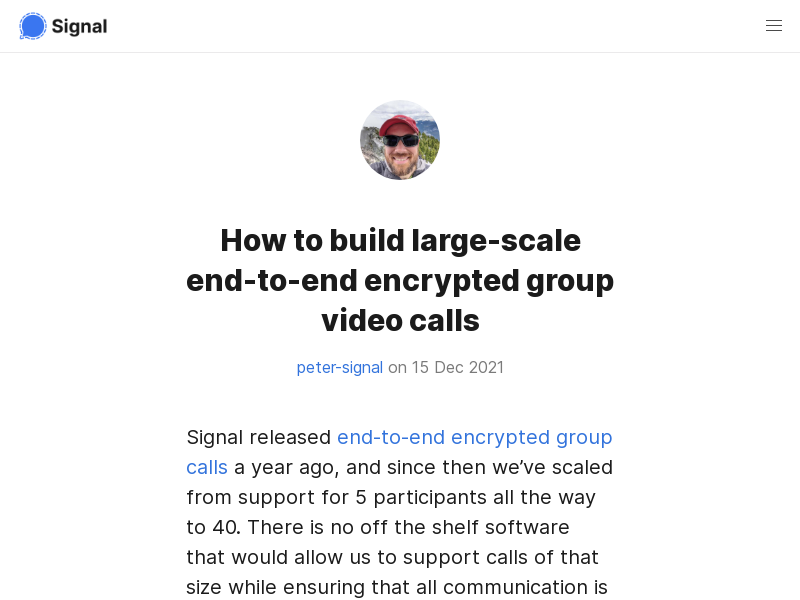 Signal
How to build large-scale
end-to-end encrypted group
video calls
peter-signal on 15 Dec 2021
Signal released end-to-end encrypted group
calls a year ago, and since then we’ve scaled
from support for 5 participants all the way
to 40. There is no off the shelf software
that would allow us to support calls of that
size while ensuring that all communication is